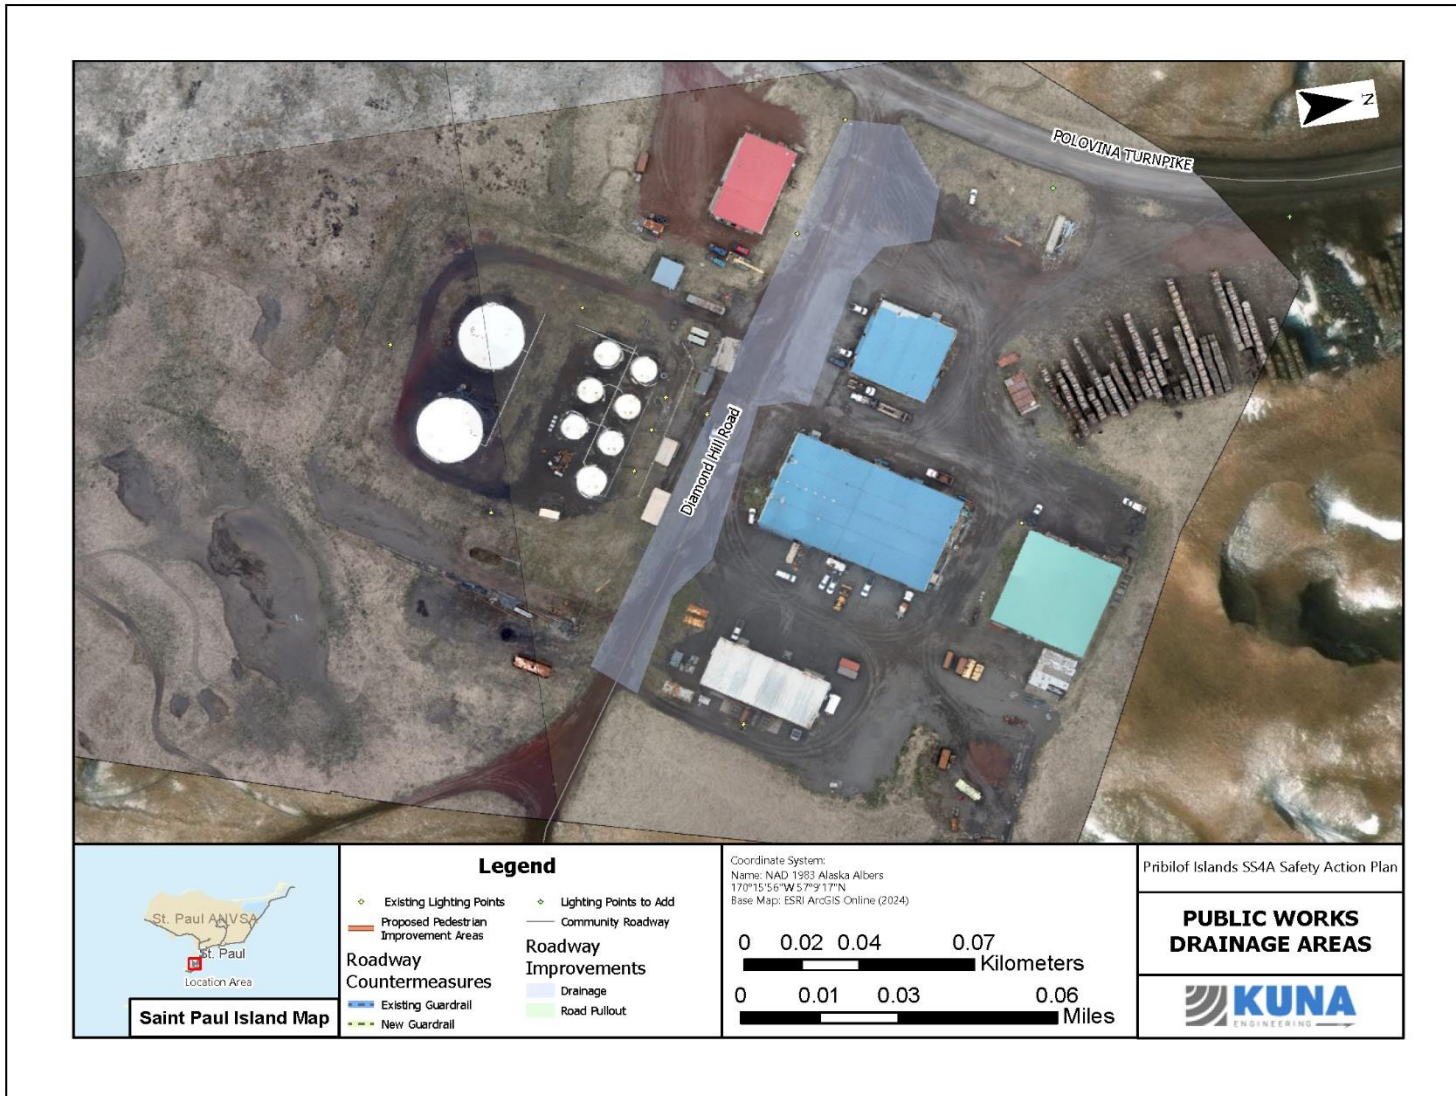 N
POLOVINA TURNPIKE
Diamond Hill Road
St. Paul ANVSA
St. Paul
Location Area
Saint Paul Island Map
Legend
Existing Lighting Points
Proposed Pedestrian
Improvement Areas
Roadway
Countermeasures
Existing Guardrail
New Guardrail
Lighting Points to Add
Community Roadway
Roadway
Improvements
Drainage
Road Pullout
Coordinate System:
Name: NAD 1983 Alaska Albers
170°15'56"W 57°9'17"N
Base Map: ESRI ArcGIS Online (2024)
0 0.02 0.04 0.07
Kilometers
0 0.01 0.03 0.06
Miles
Pribilof Islands SS4A Safety Action Plan
PUBLIC WORKS
DRAINAGE AREAS
KUNA
ENGINEERING